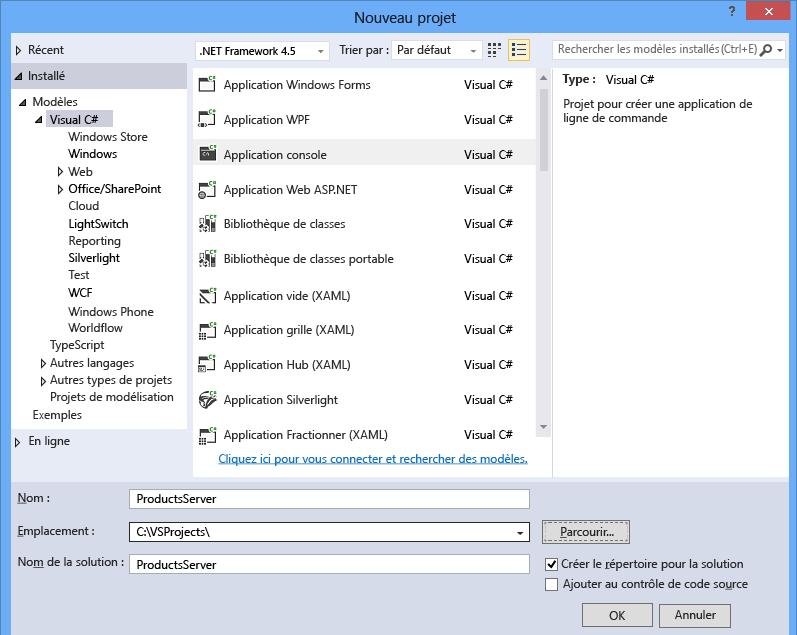 Nouveau projet
?
Récent
.NET Framework 4.5
Trier par :
Par défaut
Rechercher les modèles installés (Ctrl+E)
Installé
Modèles
Visual C#
Windows Store
Windows
Web
Office/SharePoint
Cloud
LightSwitch
Reporting
Silverlight
Test
WCF
Windows Phone
Worldflow
TypeScript
Autres langages
Autres types de projets
Projets de modélisation
Exemples
En ligne
Application Windows Forms Visual C#
Application WPF Visual C#
Application console Visual C#
Application Web ASP.NET Visual C#
Bibliothèque de classes Visual C#
Bibliothèque de classes portable Visual C#
Application vide (XAML) Visual C#
Application grille (XAML) Visual C#
Application Hub (XAML) Visual C#
Application Silverlight Visual C#
Application Fractionner (XAML) Visual C#
Cliquez ici pour vous connecter et rechercher des modèles.
Type : Visual C#
Projet pour créer une application de
ligne de commande
Nom : ProductsServer
Emplacement : C:\VSProjects\ Parcourir...
Nom de la solution : ProductsServer
Créer le répertoire pour la solution
Ajouter au contrôle de code source
OK Annuler